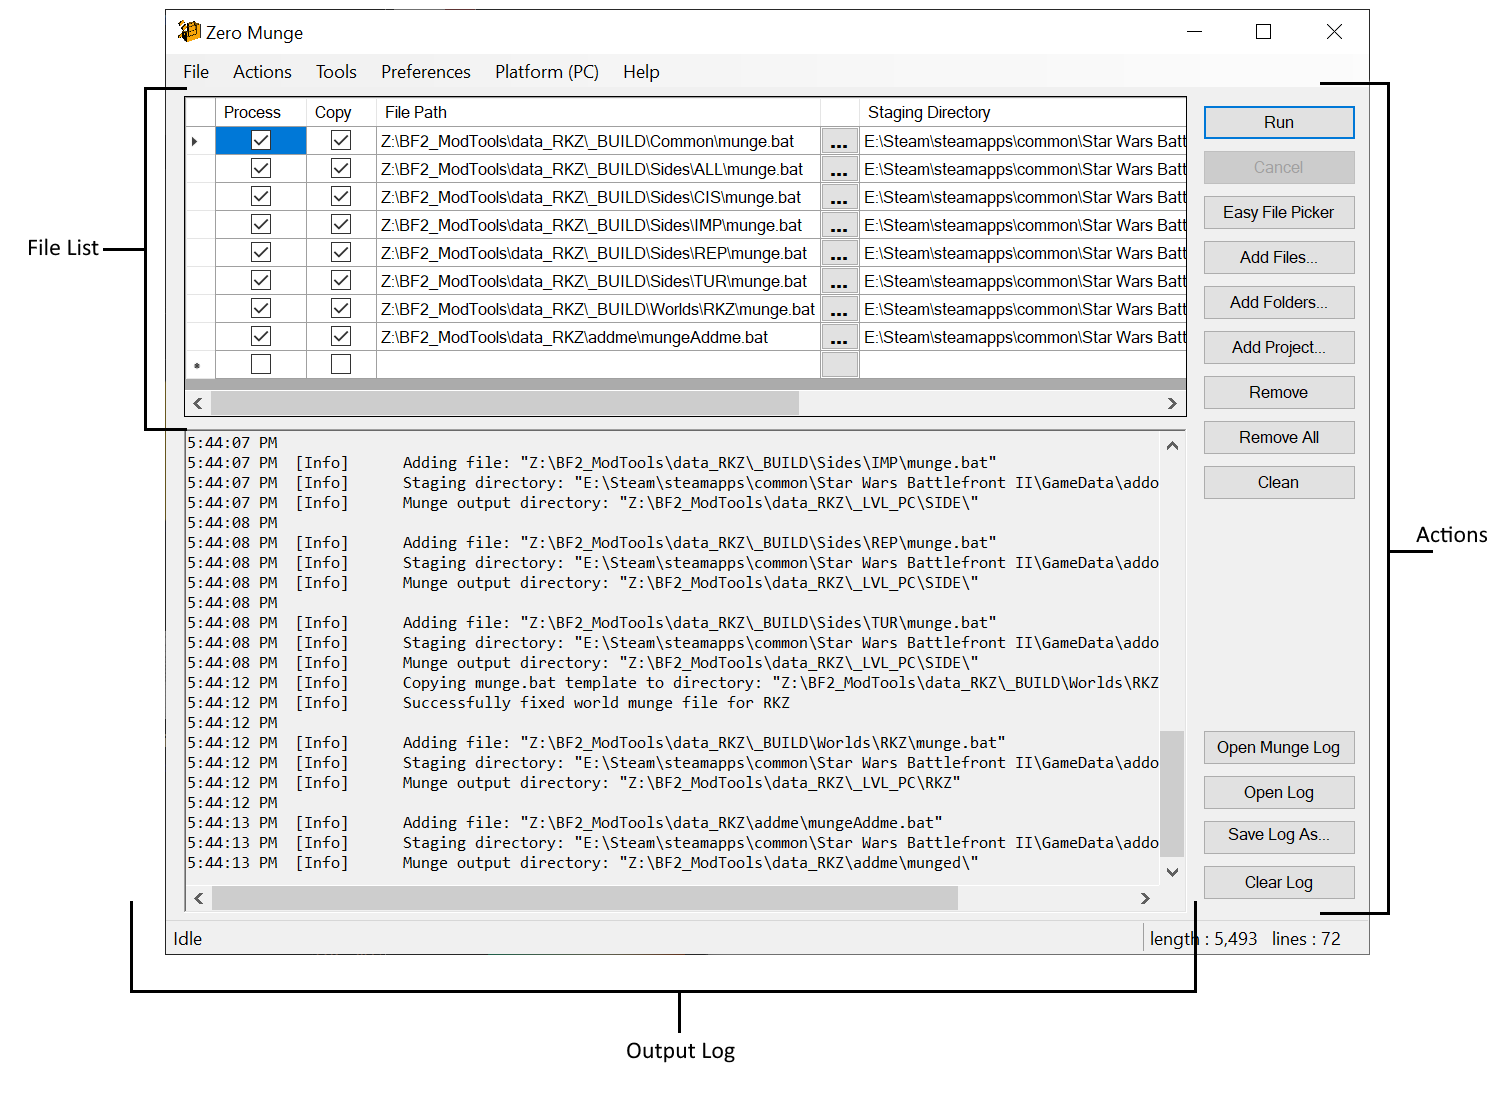 Zero Munge
File Actions Tools Preferences Platform (PC) Help
Process Copy File Path Staging Directory
Z:\BF2_ModTools\data_RKZ\_BUILD\Common\munge.bat ... E:\Steam\steamapps\common\Star Wars Batt
Z:\BF2_ModTools\data_RKZ\_BUILD\Sides\ALL\munge.bat ... E:\Steam\steamapps\common\Star Wars Batt
Z:\BF2_ModTools\data_RKZ\_BUILD\Sides\CIS\munge.bat ... E:\Steam\steamapps\common\Star Wars Batt
Z:\BF2_ModTools\data_RKZ\_BUILD\Sides\IMP\munge.bat ... E:\Steam\steamapps\common\Star Wars Batt
Z:\BF2_ModTools\data_RKZ\_BUILD\Sides\REP\munge.bat ... E:\Steam\steamapps\common\Star Wars Batt
Z:\BF2_ModTools\data_RKZ\_BUILD\Sides\TUR\munge.bat ... E:\Steam\steamapps\common\Star Wars Batt
Z:\BF2_ModTools\data_RKZ\_BUILD\Worlds\RKZ\munge.bat ... E:\Steam\steamapps\common\Star Wars Batt
Z:\BF2_ModTools\data_RKZ\addme\mungeAddme.bat ... E:\Steam\steamapps\common\Star Wars Batt
File List
5:44:07 PM
5:44:07 PM [Info] Adding file: "Z:\BF2_ModTools\data_RKZ\_BUILD\Sides\IMP\munge.bat"
5:44:07 PM [Info] Staging directory: "E:\Steam\steamapps\common\Star Wars Battlefront II\GameData\addo
5:44:07 PM [Info] Munge output directory: "Z:\BF2_ModTools\data_RKZ\_LVL_PC\SIDE\"
5:44:08 PM
5:44:08 PM [Info] Adding file: "Z:\BF2_ModTools\data_RKZ\_BUILD\Sides\REP\munge.bat"
5:44:08 PM [Info] Staging directory: "E:\Steam\steamapps\common\Star Wars Battlefront II\GameData\addo
5:44:08 PM [Info] Munge output directory: "Z:\BF2_ModTools\data_RKZ\_LVL_PC\SIDE\"
5:44:08 PM
5:44:08 PM [Info] Adding file: "Z:\BF2_ModTools\data_RKZ\_BUILD\Sides\TUR\munge.bat"
5:44:08 PM [Info] Staging directory: "E:\Steam\steamapps\common\Star Wars Battlefront II\GameData\addo
5:44:08 PM [Info] Munge output directory: "Z:\BF2_ModTools\data_RKZ\_LVL_PC\SIDE\"
5:44:12 PM [Info] Copying munge.bat template to directory: "Z:\BF2_ModTools\data_RKZ\_BUILD\Worlds\RKZ
5:44:12 PM [Info] Successfully fixed world munge file for RKZ
5:44:12 PM
5:44:12 PM [Info] Adding file: "Z:\BF2_ModTools\data_RKZ\_BUILD\Worlds\RKZ\munge.bat"
5:44:12 PM [Info] Staging directory: "E:\Steam\steamapps\common\Star Wars Battlefront II\GameData\addo
5:44:12 PM [Info] Munge output directory: "Z:\BF2_ModTools\data_RKZ\_LVL_PC\RKZ"
5:44:12 PM
5:44:13 PM [Info] Adding file: "Z:\BF2_ModTools\data_RKZ\addme\mungeAddme.bat"
5:44:13 PM [Info] Staging directory: "E:\Steam\steamapps\common\Star Wars Battlefront II\GameData\addo
5:44:13 PM [Info] Munge output directory: "Z:\BF2_ModTools\data_RKZ\addme\munged\"
Run
Cancel
Easy File Picker
Add Files...
Add Folders...
Add Project...
Remove
Remove All
Clean
Open Munge Log
Open Log
Save Log As...
Clear Log
Actions
Idle
length : 5,493 lines : 72
Output Log